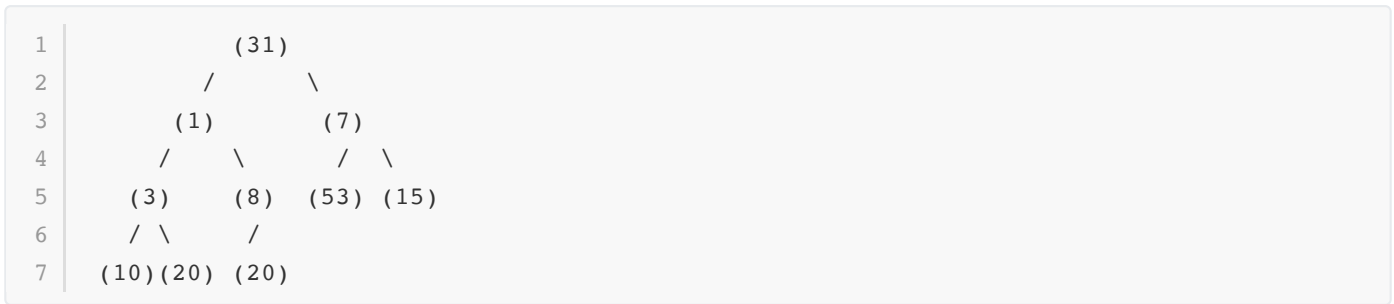 1            (31)
2          /      \
3        (1)       (7)
4       /    \      /  \
5     (3)    (8)  (53) (15)
6     / \     /
7   (10)(20) (20)